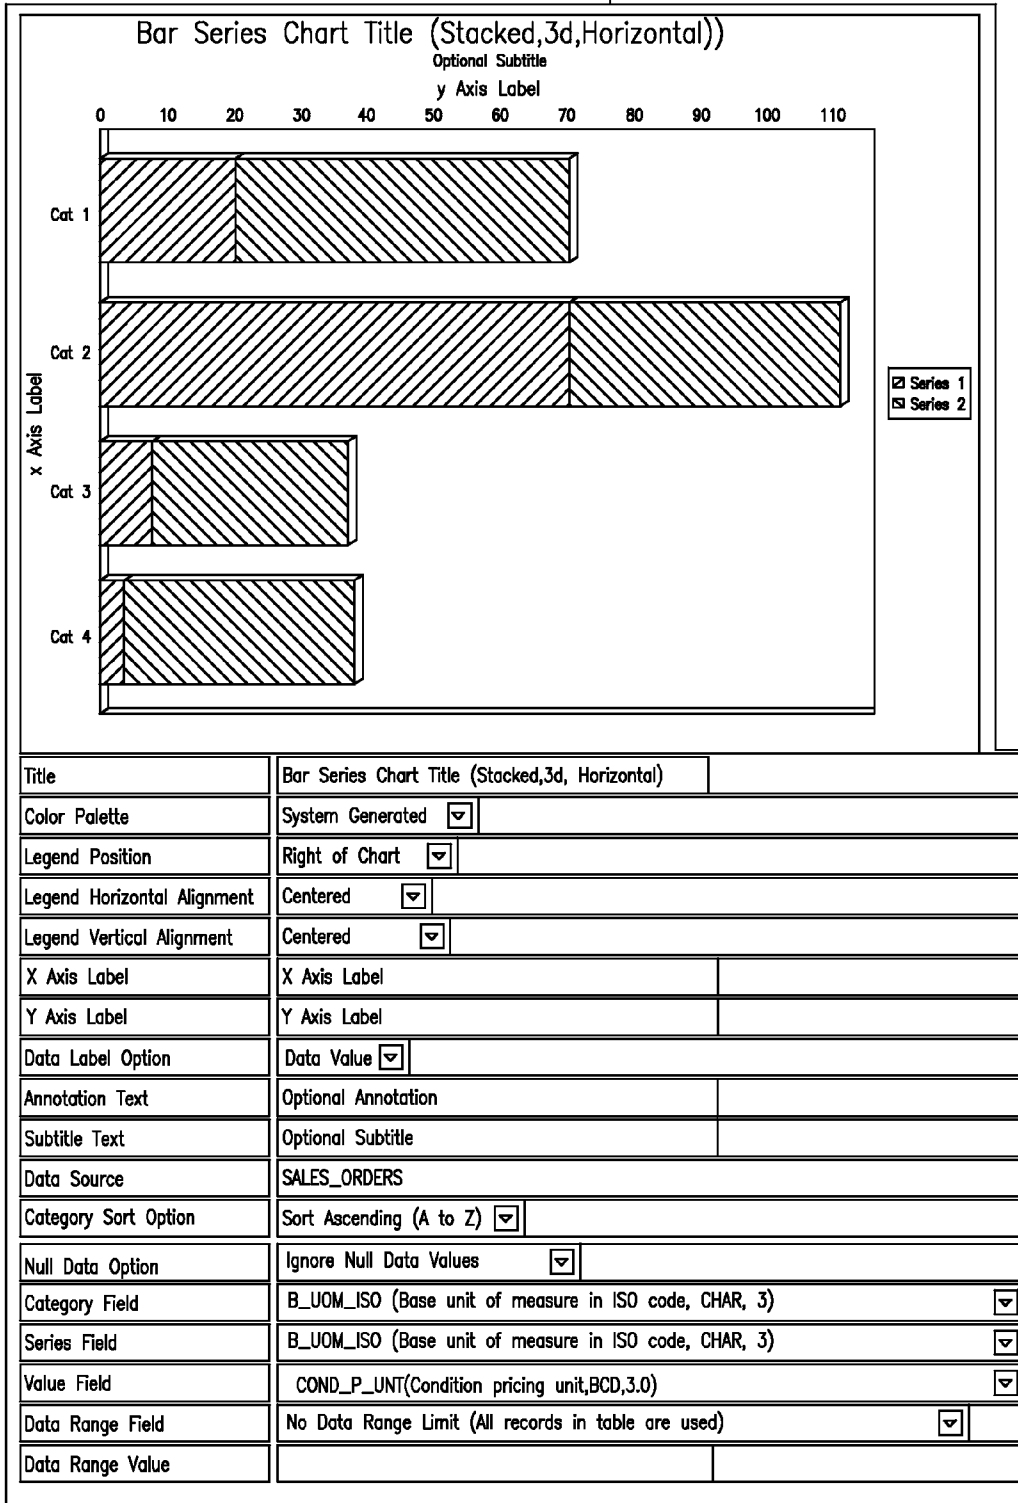 Bar Series Chart Title (Stacked,3d,Horizontal))
Optional Subtitle
y Axis Label
0 10 20 30 40 50 60 70 80 90 100 110
Cat 1
Cat 2
Cat 3
Cat 4
x Axis Label
Series 1
Series 2
Title Bar Series Chart Title (Stacked,3d, Horizontal)
Color Palette System Generated
Legend Position Right of Chart
Legend Horizontal Alignment Centered
Legend Vertical Alignment Centered
X Axis Label X Axis Label
Y Axis Label Y Axis Label
Data Label Option Data Value
Annotation Text Optional Annotation
Subtitle Text Optional Subtitle
Data Source SALES_ORDERS
Category Sort Option Sort Ascending (A to Z)
Null Data Option Ignore Null Data Values
Category Field B_UOM_ISO (Base unit of measure in ISO code, CHAR, 3)
Series Field B_UOM_ISO (Base unit of measure in ISO code, CHAR, 3)
Value Field COND_P_UNT(Condition pricing unit,BCD,3.0)
Data Range Field No Data Range Limit (All records in table are used)
Data Range Value